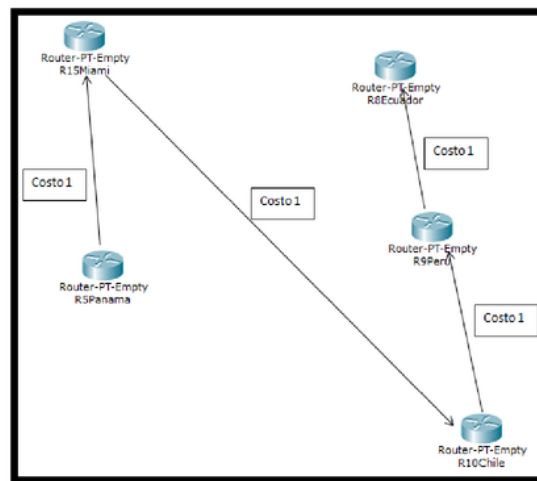 Router-PT-Empty
R15Miami
Router-PT-Empty
R8Ecuador
Costo 1
Costo 1
Costo 1
Router-PT-Empty
R9Peru
Router-PT-Empty
R5Panama
Costo 1
Router-PT-Empty
R10Chile